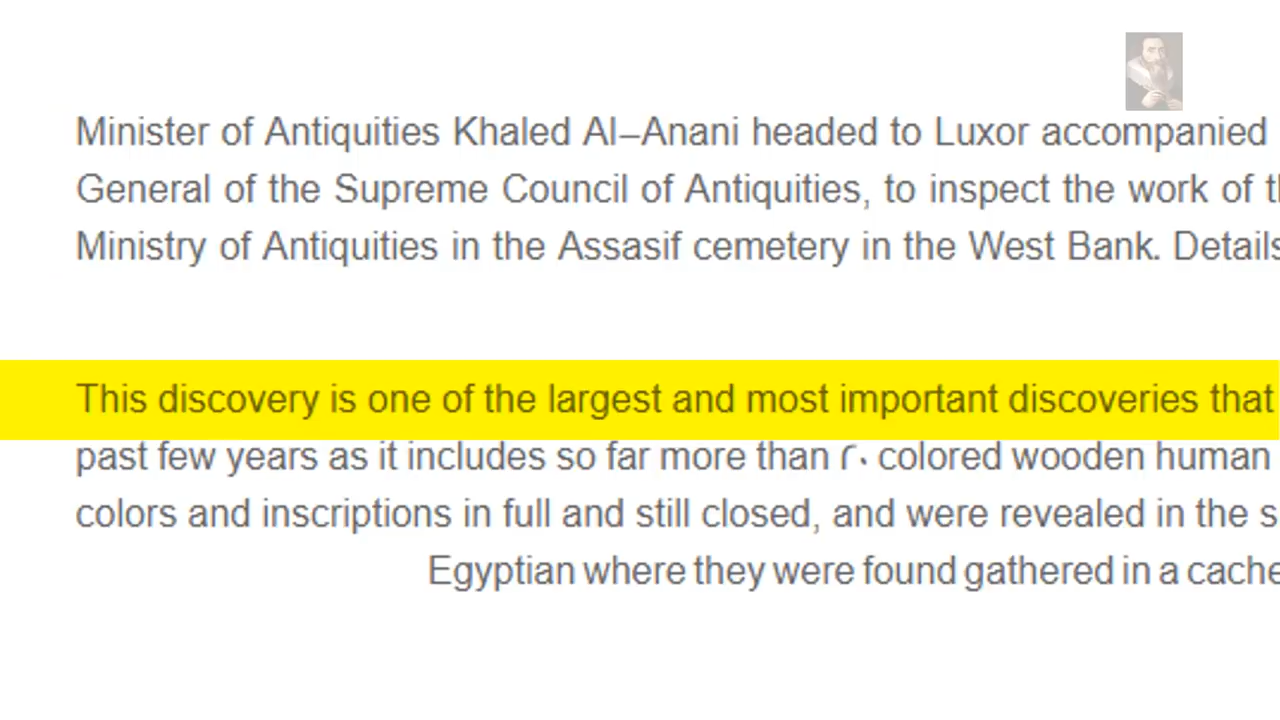 Minister of Antiquities Khaled Al–Anani headed to Luxor accompanied
General of the Supreme Council of Antiquities, to inspect the work of
Ministry of Antiquities in the Assasif cemetery in the West Bank. Details
This discovery is one of the largest and most important discoveries that
past few years as it includes so far more than ٢٠ colored wooden human
colors and inscriptions in full and still closed, and were revealed in the
Egyptian where they were found gathered in a cache